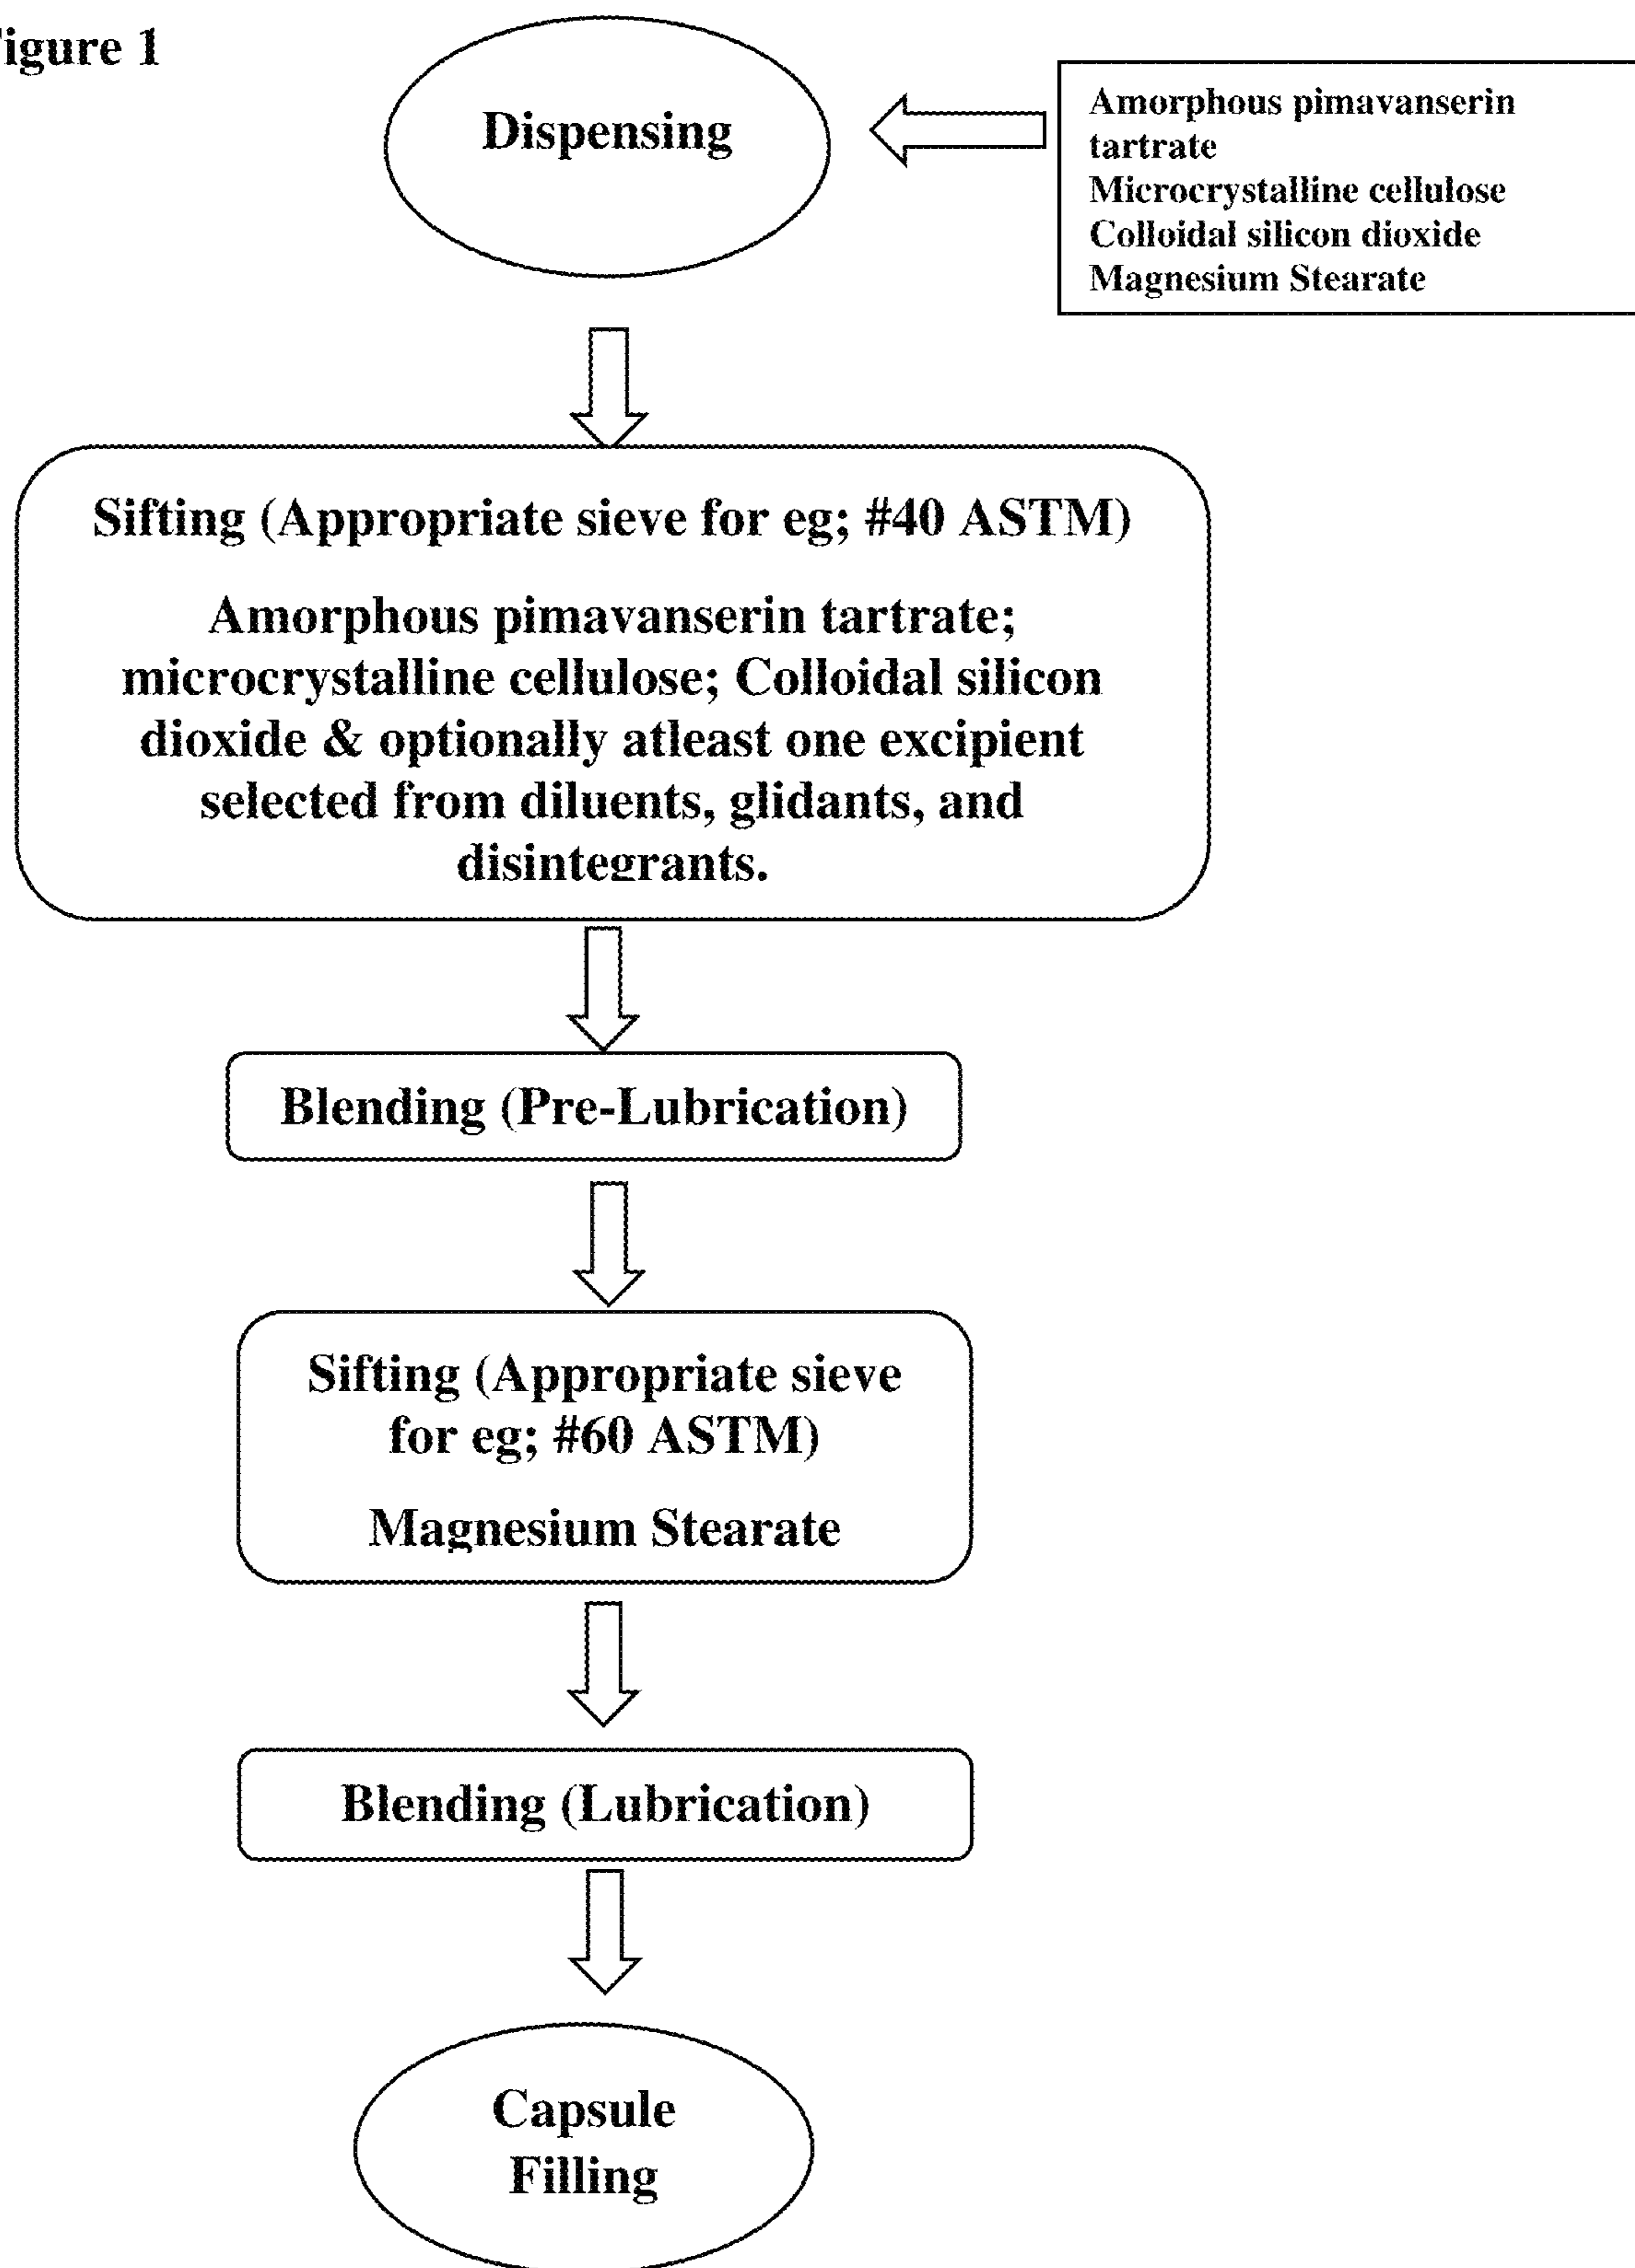 igure 1
Dispensing
Amorphous pimavanserin
tartrate
Microcrystalline cellulose
Colloidal silicon dioxide
Magnesium Stearate
Sifting (Appropriate sieve for eg; #40 ASTM)
Amorphous pimavanserin tartrate;
microcrystalline cellulose; Colloidal silicon
dioxide & optionally atleast one excipient
selected from diluents, glidants, and
disintegrants.
Blending (Pre-Lubrication)
Sifting (Appropriate sieve
for eg; #60 ASTM)
Magnesium Stearate
Blending (Lubrication)
Capsule
Filling